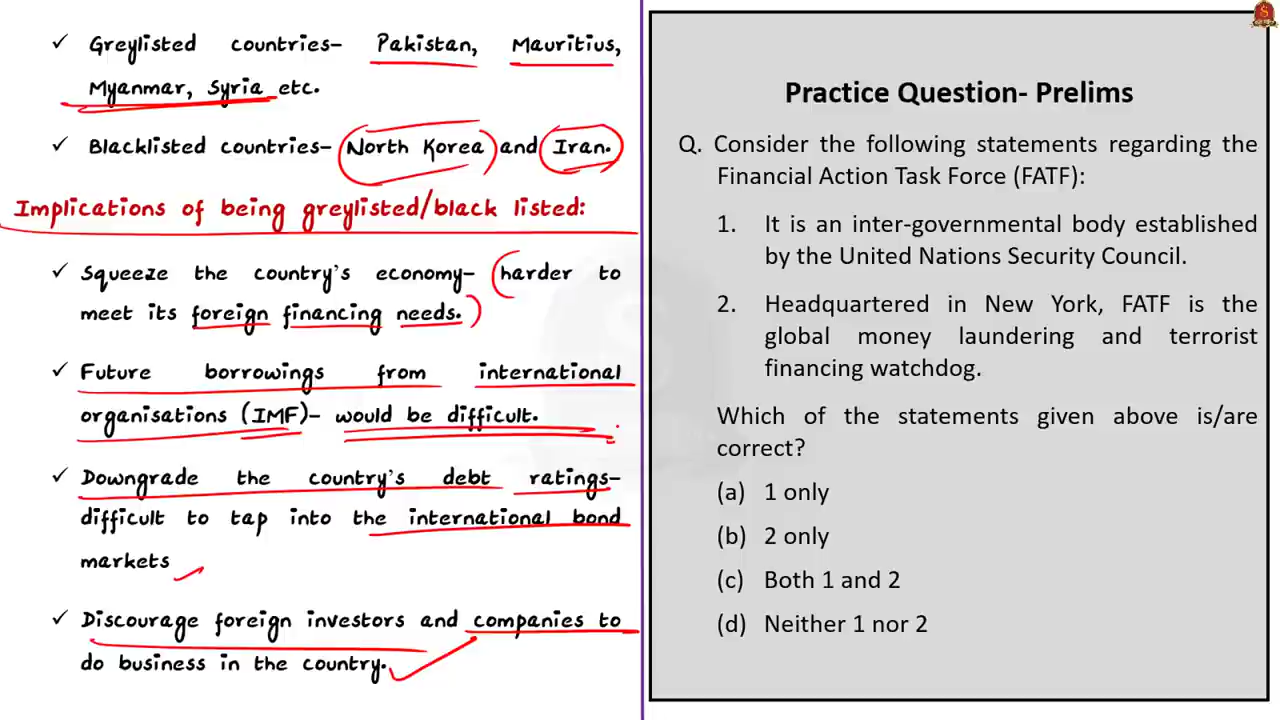 ✓ Greylisted countries- Pakistan, Mauritius,
Myanmar, Syria etc.
✓ Blacklisted countries- North Korea and Iran.
Implications of being greylisted/black listed:
✓ Squeeze the country's economy- (harder to
meet its foreign financing needs.)
✓ Future borrowings from international
organisations (IMF)- would be difficult.
✓ Downgrade the country's debt ratings-
difficult to tap into the international bond
markets
✓ Discourage foreign investors and companies to
do business in the country.
Practice Question- Prelims
Q. Consider the following statements regarding the
Financial Action Task Force (FATF):
1. It is an inter-governmental body established
by the United Nations Security Council.
2. Headquartered in New York, FATF is the
global money laundering and terrorist
financing watchdog.
Which of the statements given above is/are
correct?
(a) 1 only
(b) 2 only
(c) Both 1 and 2
(d) Neither 1 nor 2